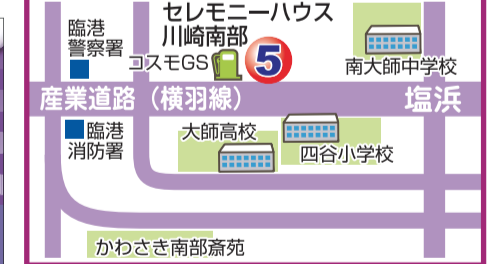 セレモニーハウス
川崎南部
臨港
警察署
コスモGS
5
南大師中学校
産業道路（横羽線）
塩浜
臨港
消防署
大師高校
四谷小学校
かわさき南部斎苑